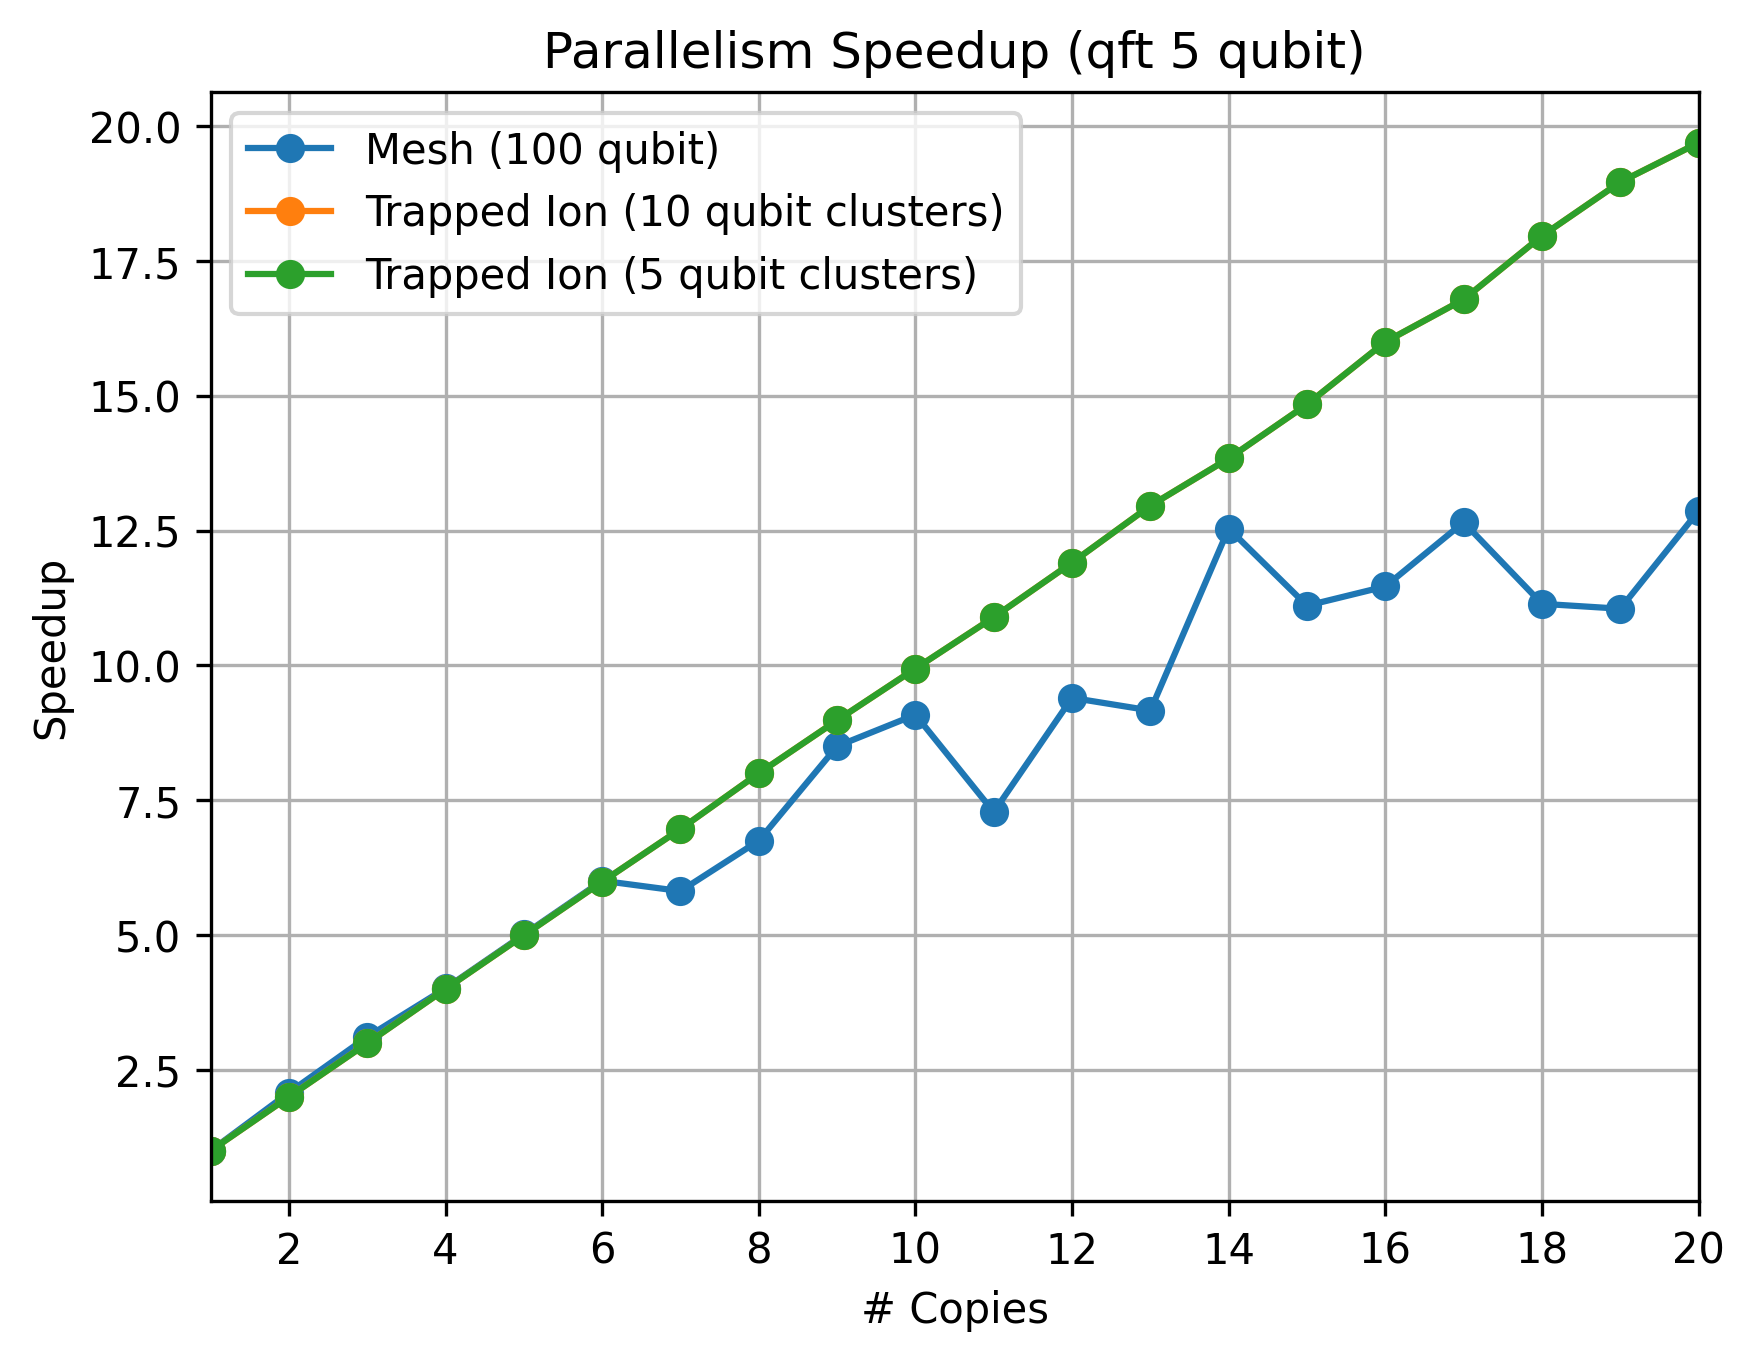 Parallelism Speedup (qft 5 qubit)
Mesh (100 qubit)
Trapped Ion (10 qubit clusters)
Trapped Ion (5 qubit clusters)
20.0
17.5
15.0
12.5
10.0
7.5
5.0
2.5
Speedup
2 4 6 8 10 12 14 16 18 20
# Copies